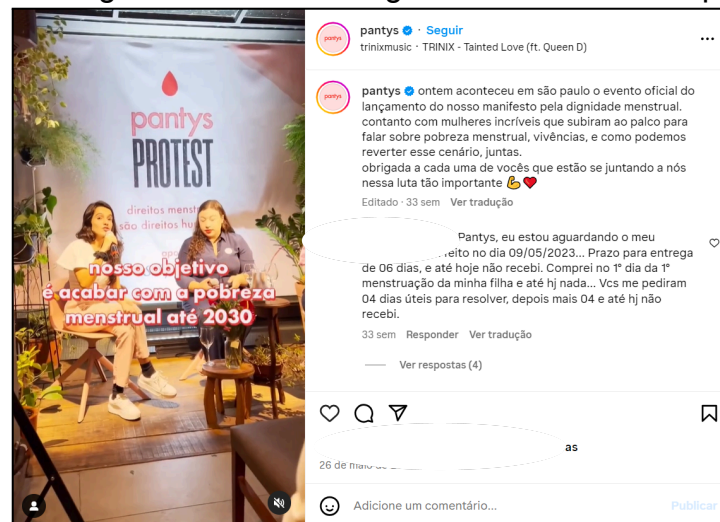 pantys
PROTEST
direitos menst
são direitos hu
apo
nosso objetivo
é acabar com a pobreza
menstrual até 2030
pantys
pantys · Seguir
trinixmusic · TRINIX - Tainted Love (ft. Queen D)
pantys
pantys ontem aconteceu em são paulo o evento oficial do
lançamento do nosso manifesto pela dignidade menstrual.
contanto com mulheres incríveis que subiram ao palco para
falar sobre pobreza menstrual, vivências, e como podemos
reverter esse cenário, juntas.
obrigada a cada uma de vocês que estão se juntando a nós
nessa luta tão importante 💪❤️
Editado · 33 sem Ver tradução
Pantys, eu estou aguardando o meu
feito no dia 09/05/2023... Prazo para entrega
de 06 dias, e até hoje não recebi. Comprei no 1° dia da 1°
menstruação da minha filha e até hj nada... Vcs me pediram
04 dias úteis para resolver, depois mais 04 e até hj não
recebi.
33 sem Responder Ver tradução
Ver respostas (4)
as
26 de maio
Adicione um comentário...
Publicar